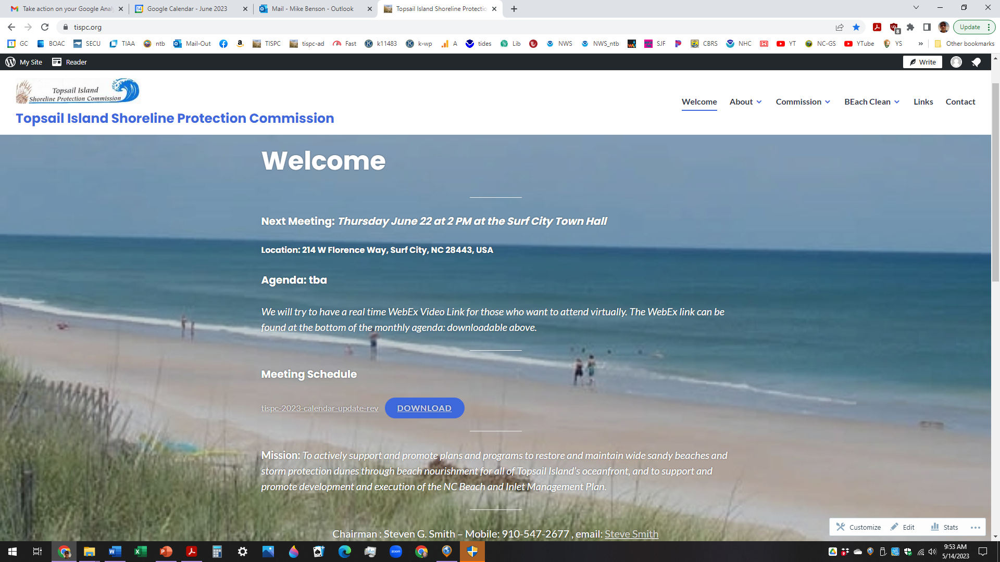 Take action on your Google Anal
Google Calendar - June 2023
Mail - Mike Benson - Outlook
Topsail Island Shoreline Protectio
tispc.org
Update
GC
BOAC
SECU
TIAA
ntb
Mail-Out
TISPC
tispc-ad
Fast
k11483
k-wp
A
tides
Lib
NWS
NWS_ntb
SJF
CBRS
NHC
YT
NC-GS
YTube
YS
Other bookmarks
My Site
Reader
Write
Topsail Island
Shoreline Protection Commission
Topsail Island Shoreline Protection Commission
Welcome
About
Commission
BEach Clean
Links
Contact
Welcome
Next Meeting: Thursday June 22 at 2 PM at the Surf City Town Hall
Location: 214 W Florence Way, Surf City, NC 28443, USA
Agenda: tba
We will try to have a real time WebEx Video Link for those who want to attend virtually. The WebEx link can be
found at the bottom of the monthly agenda: downloadable above.
Meeting Schedule
tispc-2023-calendar-update-rev
DOWNLOAD
Mission: To actively support and promote plans and programs to restore and maintain wide sandy beaches and
storm protection dunes through beach nourishment for all of Topsail Island's oceanfront, and to support and
promote development and execution of the NC Beach and Inlet Management Plan.
Chairman : Steven G. Smith – Mobile: 910-547-2677 , email: Steve Smith
Customize
Edit
Stats
9:53 AM
5/14/2023